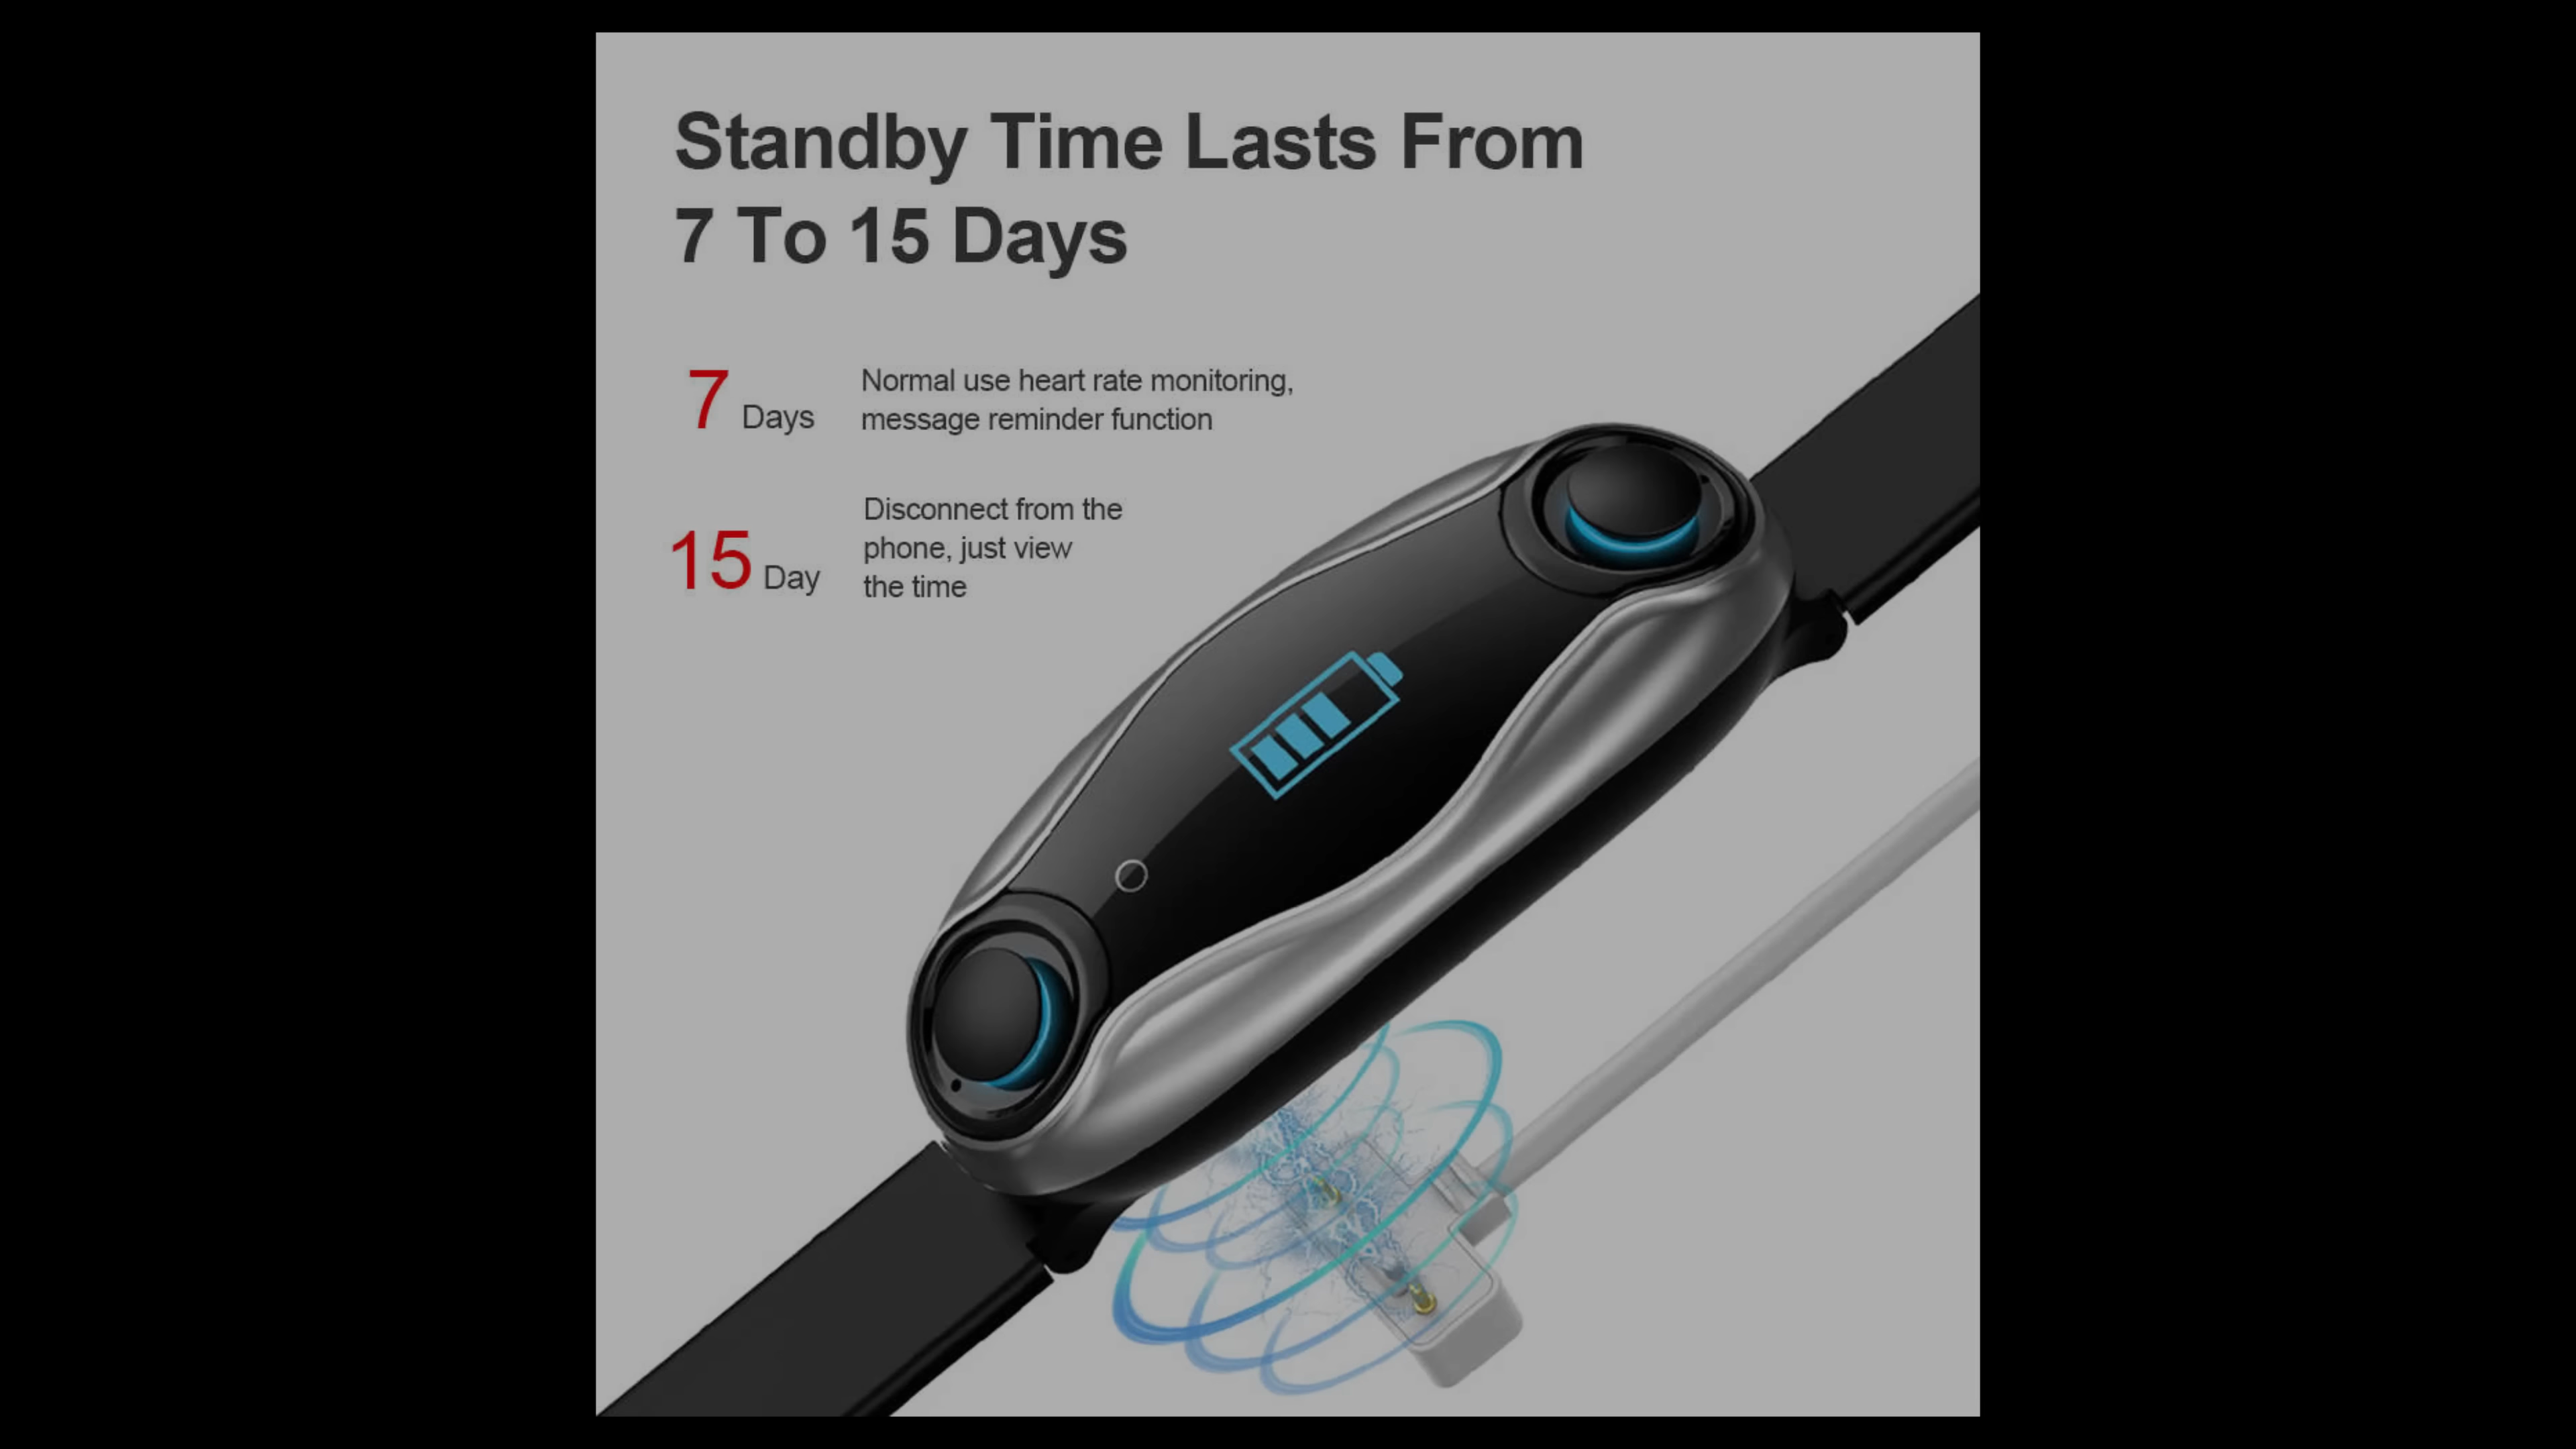 Standby Time Lasts From
7 To 15 Days
7 Days
Normal use heart rate monitoring,
message reminder function
15 Day
Disconnect from the
phone, just view
the time